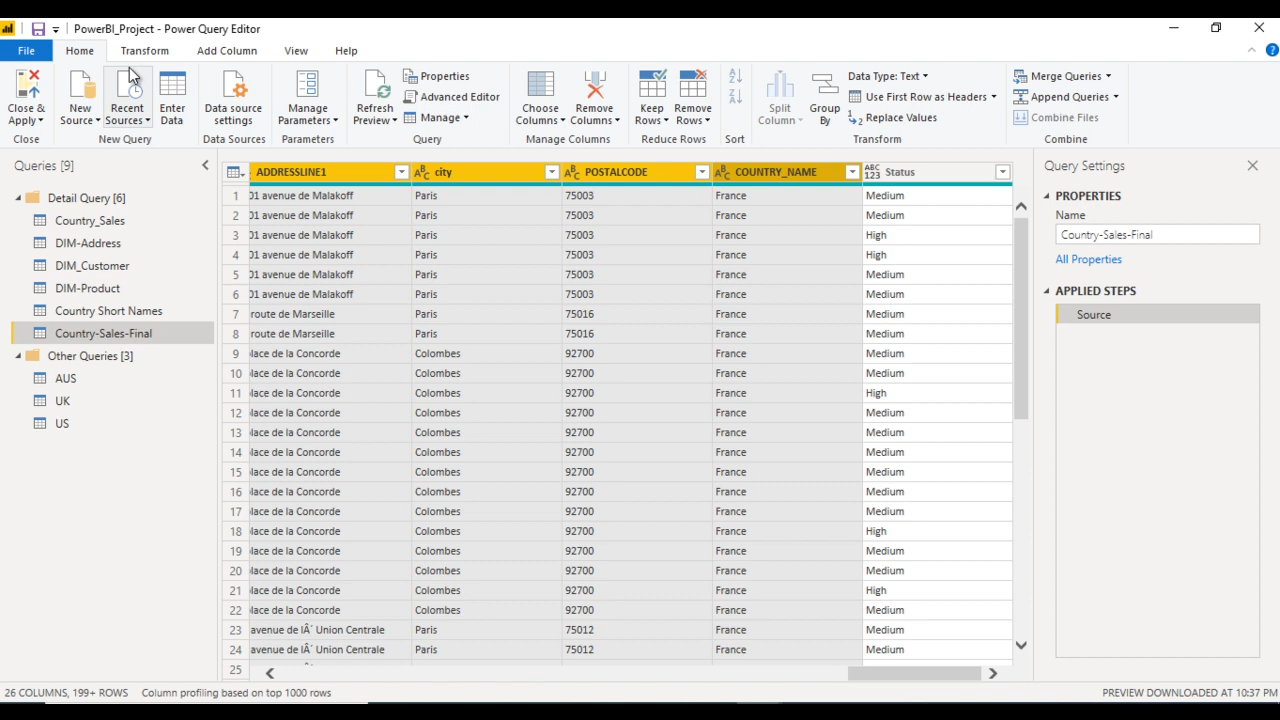 PowerBI_Project - Power Query Editor
File Home Transform Add Column View Help
Close & Apply New Source Recent Sources Enter Data Data source settings Manage Parameters Refresh Preview Properties Advanced Editor Manage Choose Columns Remove Columns Keep Rows Remove Rows Split Column Group By Data Type: Text Use First Row as Headers Replace Values Merge Queries Append Queries Combine Files
Close New Query Data Sources Parameters Query Manage Columns Reduce Rows Sort Transform Combine
Queries [9]
Detail Query [6]
Country_Sales
DIM-Address
DIM_Customer
DIM-Product
Country Short Names
Country-Sales-Final
Other Queries [3]
AUS
UK
US
ADDRESSLINE1 city POSTALCODE COUNTRY_NAME Status
1 01 avenue de Malakoff Paris 75003 France Medium
2 01 avenue de Malakoff Paris 75003 France Medium
3 01 avenue de Malakoff Paris 75003 France High
4 01 avenue de Malakoff Paris 75003 France High
5 01 avenue de Malakoff Paris 75003 France Medium
6 01 avenue de Malakoff Paris 75003 France Medium
7 route de Marseille Paris 75016 France Medium
8 route de Marseille Paris 75016 France Medium
9 lace de la Concorde Colombes 92700 France Medium
10 lace de la Concorde Colombes 92700 France Medium
11 lace de la Concorde Colombes 92700 France High
12 lace de la Concorde Colombes 92700 France Medium
13 lace de la Concorde Colombes 92700 France Medium
14 lace de la Concorde Colombes 92700 France Medium
15 lace de la Concorde Colombes 92700 France Medium
16 lace de la Concorde Colombes 92700 France Medium
17 lace de la Concorde Colombes 92700 France Medium
18 lace de la Concorde Colombes 92700 France High
19 lace de la Concorde Colombes 92700 France Medium
20 lace de la Concorde Colombes 92700 France Medium
21 lace de la Concorde Colombes 92700 France High
22 lace de la Concorde Colombes 92700 France Medium
23 avenue de lÂ´ Union Centrale Paris 75012 France Medium
24 avenue de lÂ´ Union Centrale Paris 75012 France Medium
25
Query Settings
PROPERTIES
Name
Country-Sales-Final
All Properties
APPLIED STEPS
Source
26 COLUMNS, 199+ ROWS Column profiling based on top 1000 rows PREVIEW DOWNLOADED AT 10:37 PM